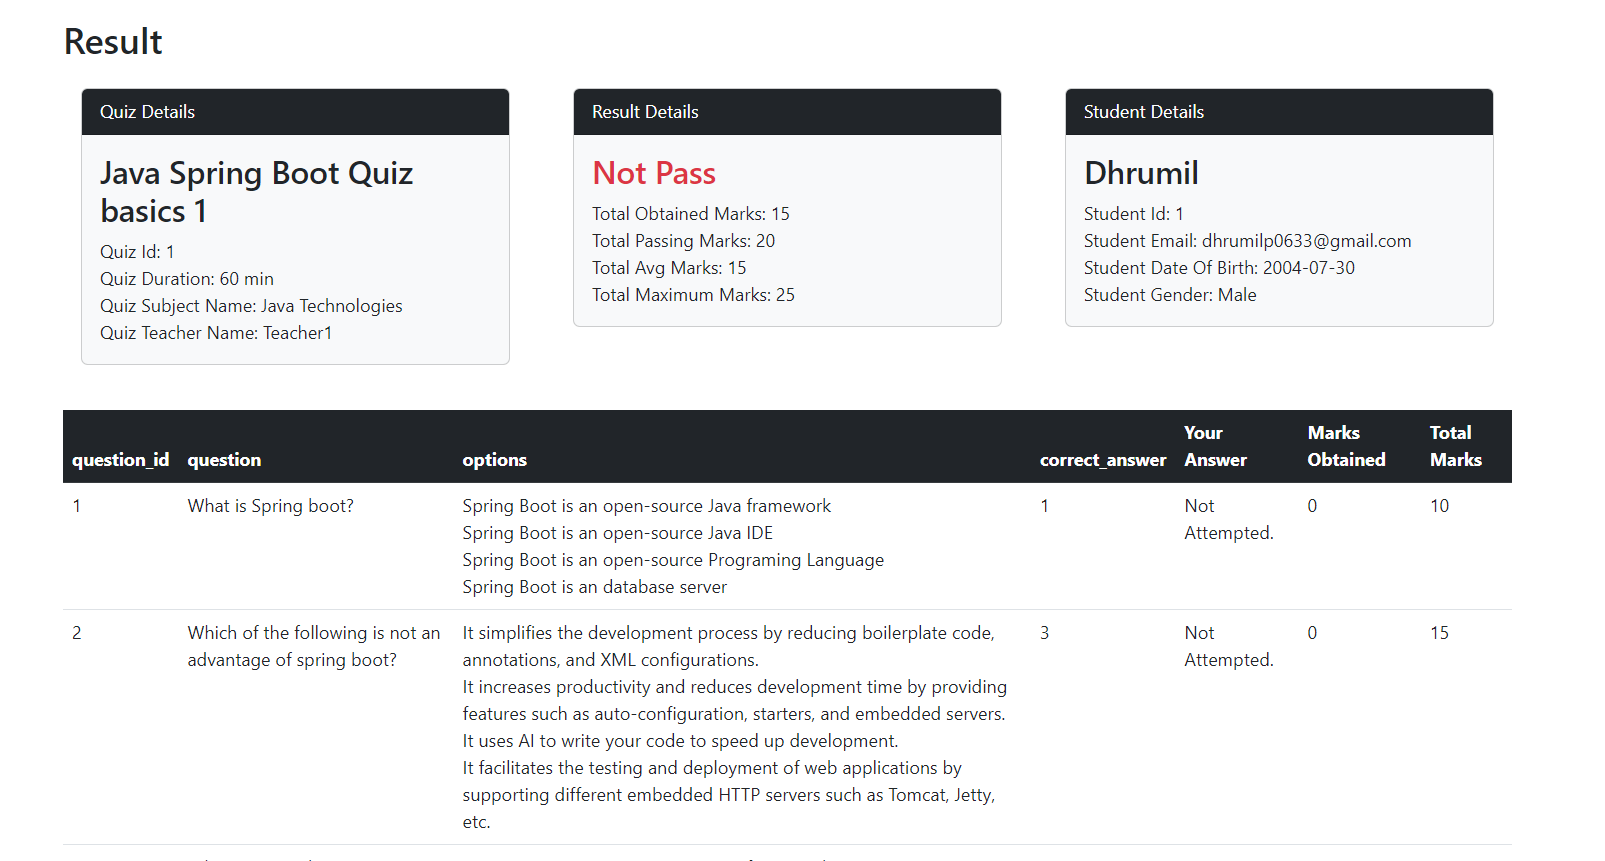 Result
Quiz Details
Java Spring Boot Quiz
basics 1
Quiz Id: 1
Quiz Duration: 60 min
Quiz Subject Name: Java Technologies
Quiz Teacher Name: Teacher1
Result Details
Not Pass
Total Obtained Marks: 15
Total Passing Marks: 20
Total Avg Marks: 15
Total Maximum Marks: 25
Student Details
Dhrumil
Student Id: 1
Student Email: dhrumilp0633@gmail.com
Student Date Of Birth: 2004-07-30
Student Gender: Male
question_id question options correct_answer Your Answer Marks Obtained Total Marks
1 What is Spring boot? Spring Boot is an open-source Java framework 1 Not Attempted. 0 10
Spring Boot is an open-source Java IDE
Spring Boot is an open-source Programing Language
Spring Boot is an database server
2 Which of the following is not an advantage of spring boot? It simplifies the development process by reducing boilerplate code, 3 Not Attempted. 0 15
annotations, and XML configurations.
It increases productivity and reduces development time by providing
features such as auto-configuration, starters, and embedded servers.
It uses AI to write your code to speed up development.
It facilitates the testing and deployment of web applications by
supporting different embedded HTTP servers such as Tomcat, Jetty,
etc.